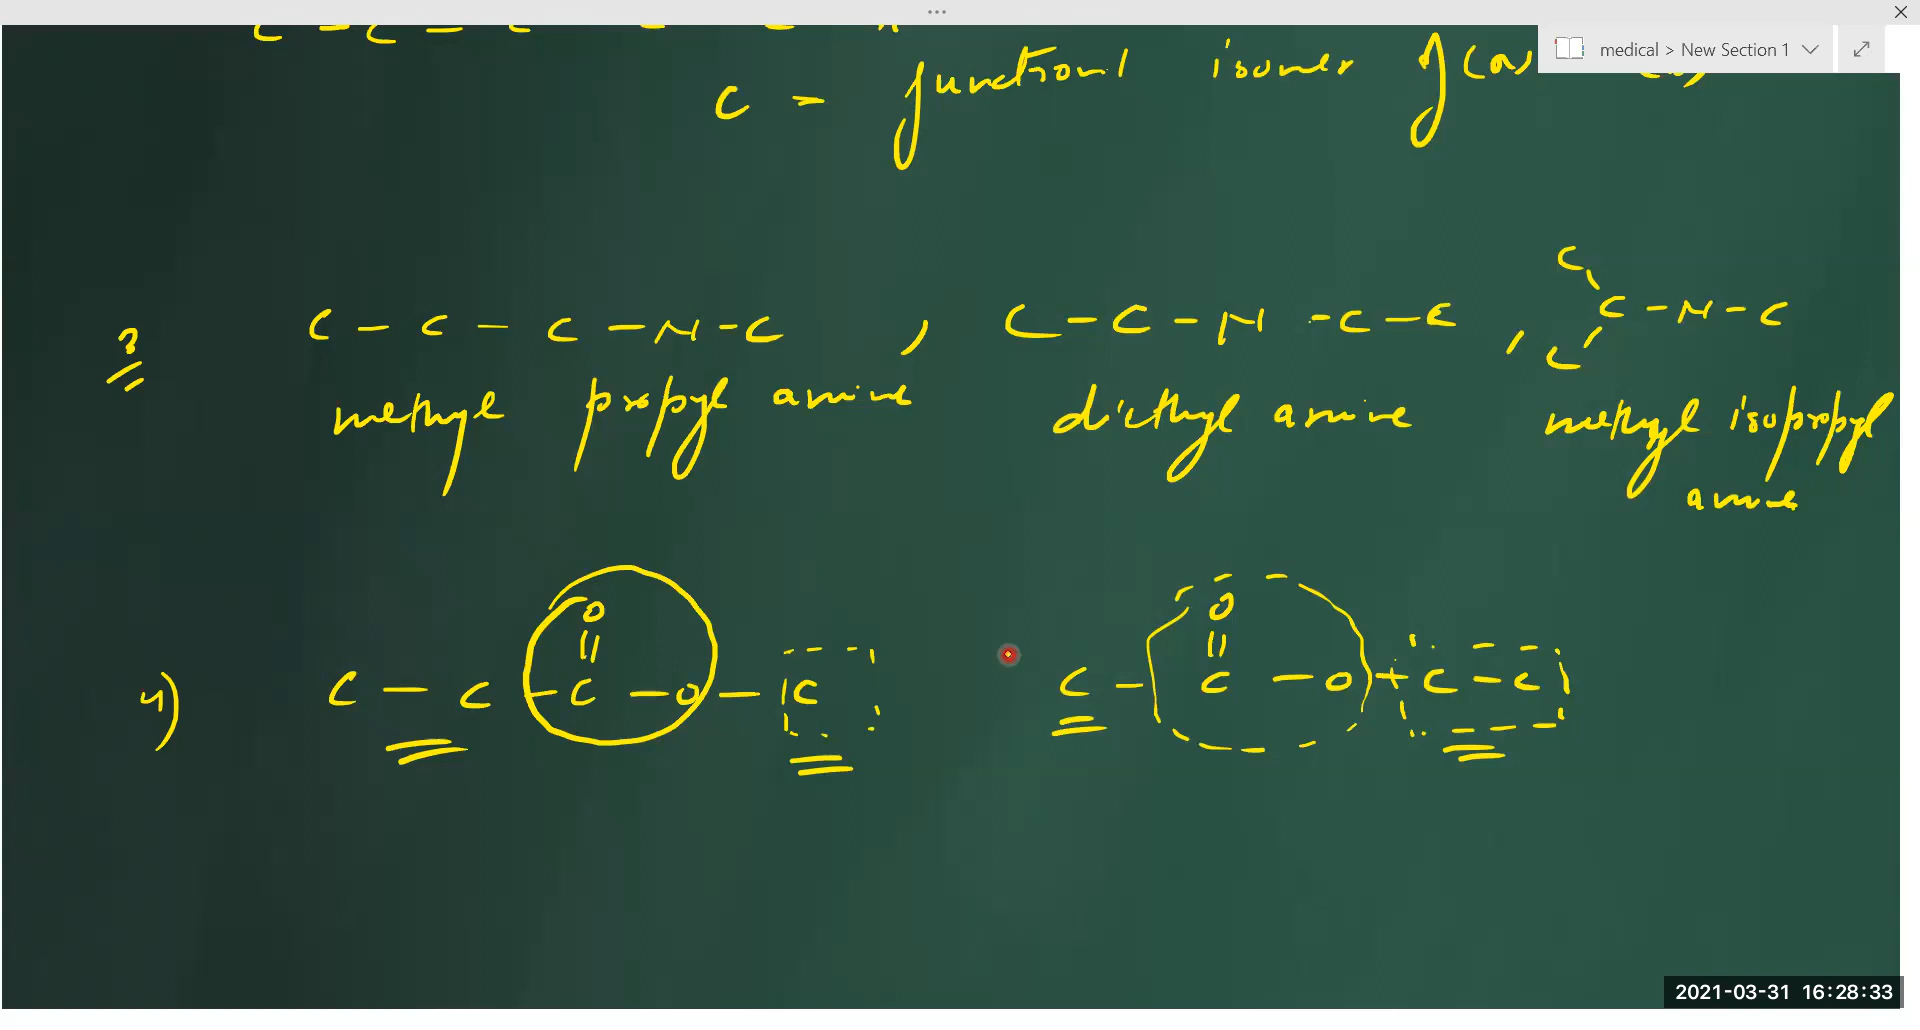 medical > New Section 1
C = functional isomer of (a)
3
C - C - C - N - C , C - C - N - C - C , C
C - N - C
C
methyl propyl amine diethyl amine methyl isopropyl
amine
O O
|| ||
4) C - C - C - O - C C - C - O + C - C
2021-03-31 16:28:33